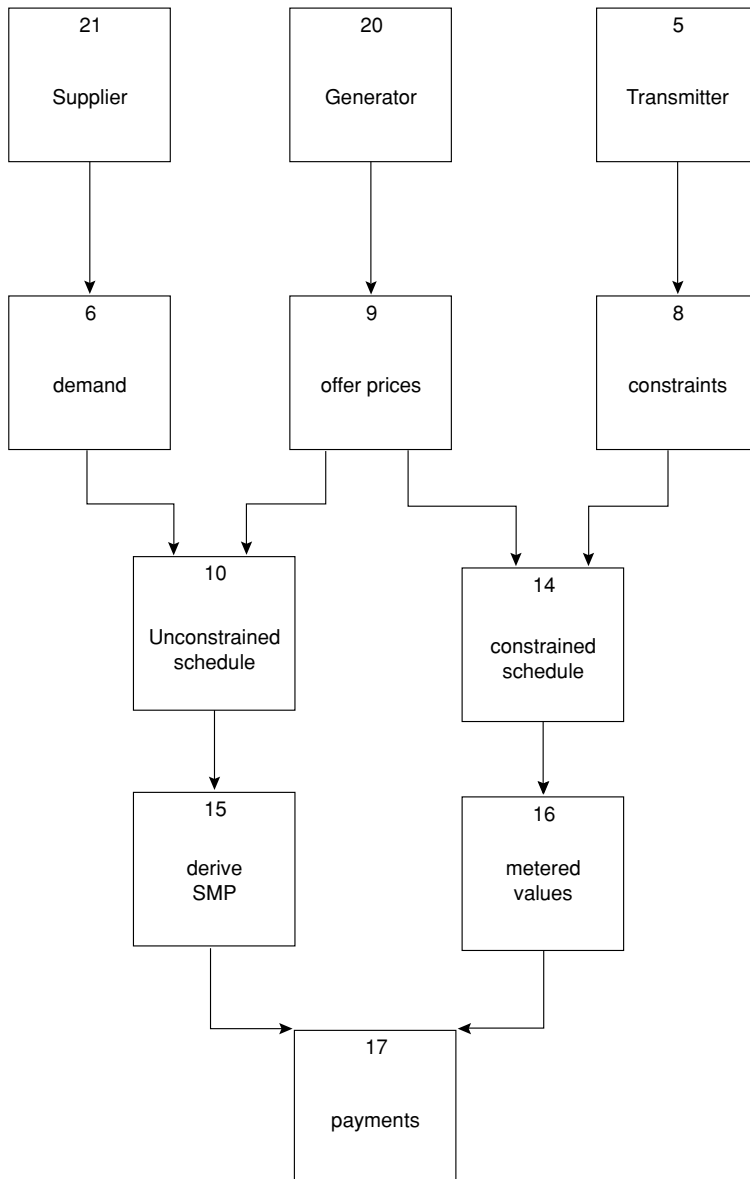 21
Supplier
20
Generator
5
Transmitter
6
demand
9
offer prices
8
constraints
10
Unconstrained
schedule
14
constrained
schedule
15
derive
SMP
16
metered
values
17
payments